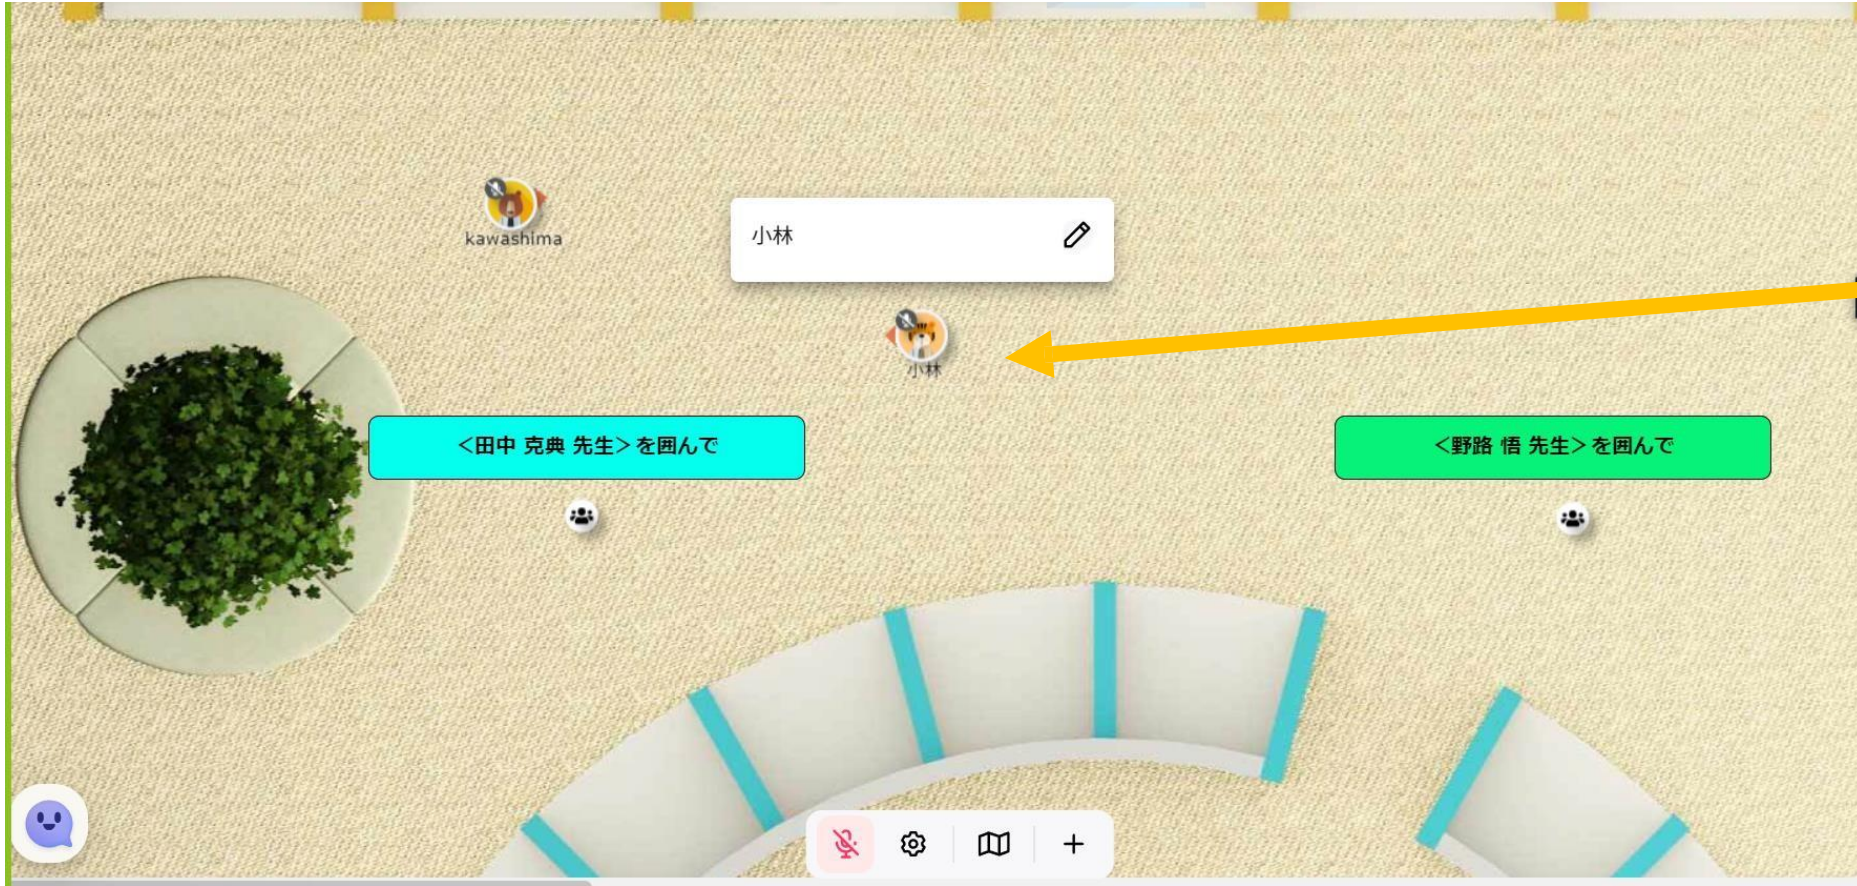 kawashima
小林
小林
<田中 克典 先生>を囲んで
<野路 悟 先生>を囲んで